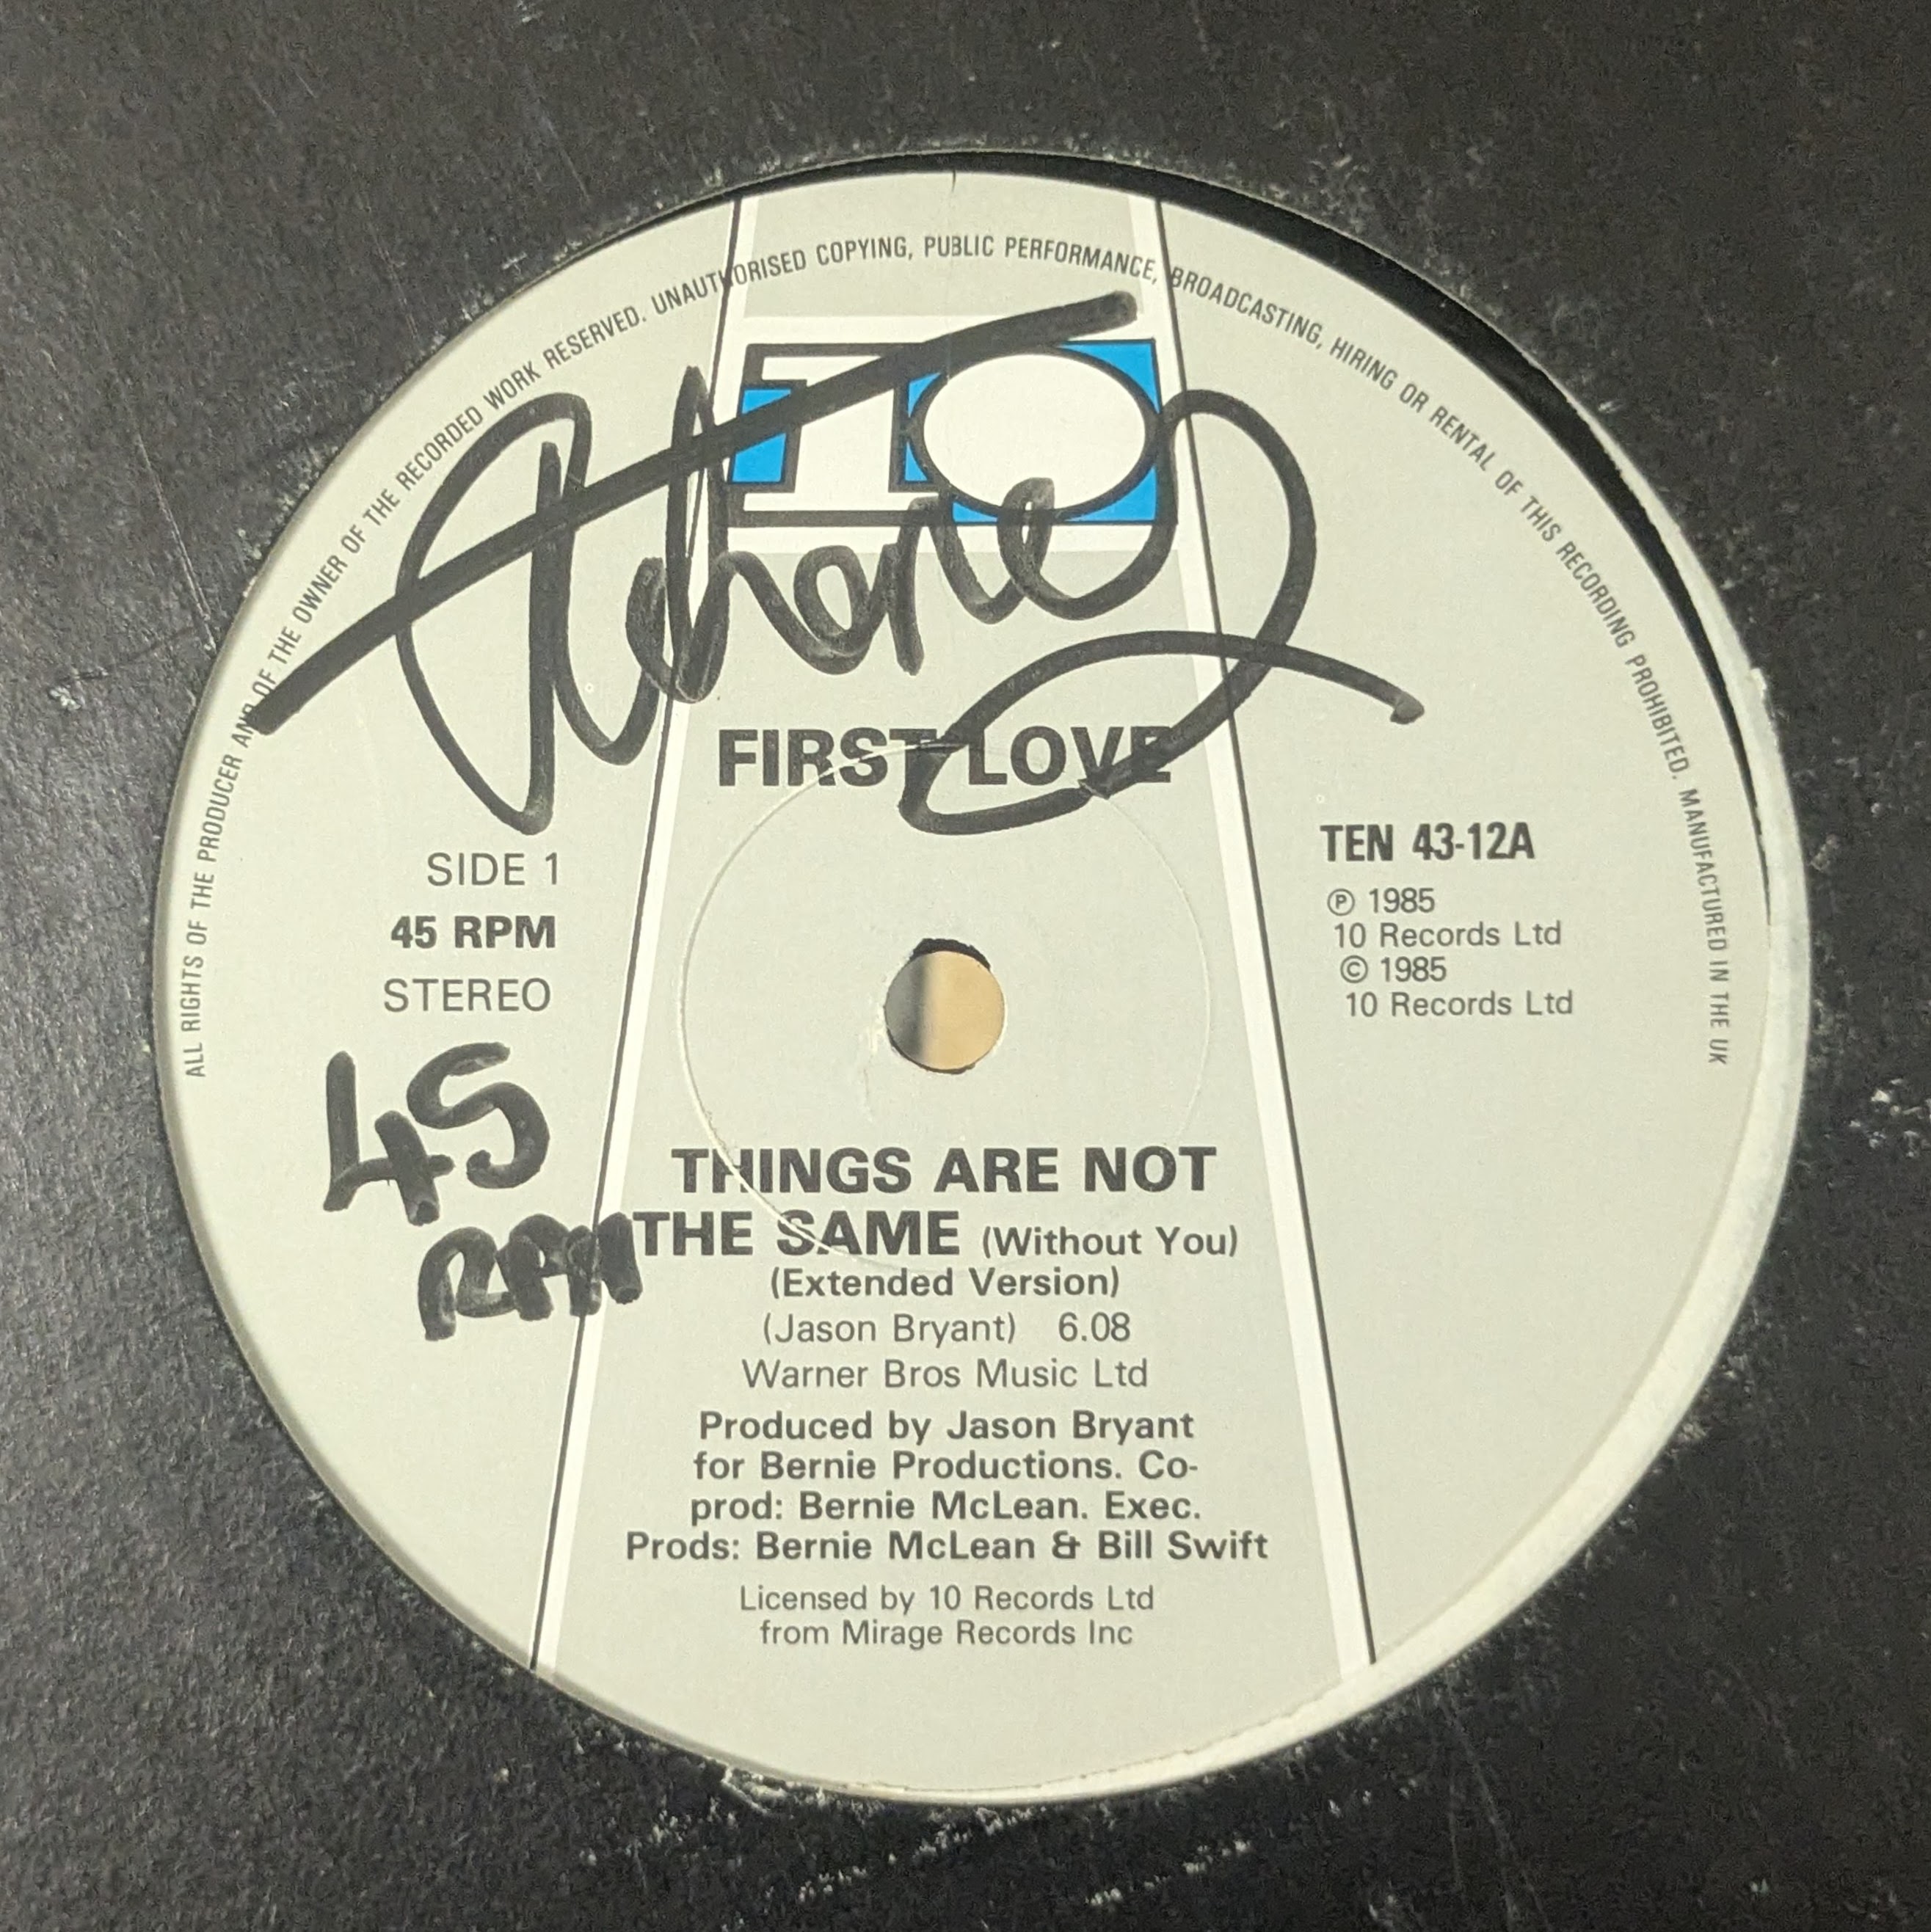 ALL RIGHTS OF THE PRODUCER AND OF THE OWNER OF THE RECORDED WORK RESERVED. UNAUTHORISED COPYING, PUBLIC PERFORMANCE, BROADCASTING, HIRING OR RENTAL OF THIS RECORDING PROHIBITED. MANUFACTURED IN THE UK
10
FIRST LOVE
SIDE 1
45 RPM
STEREO
TEN 43-12A
Ⓟ 1985
10 Records Ltd
© 1985
10 Records Ltd
45
RPM
THINGS ARE NOT
THE SAME (Without You)
(Extended Version)
(Jason Bryant) 6.08
Warner Bros Music Ltd
Produced by Jason Bryant
for Bernie Productions. Co-
prod: Bernie McLean. Exec.
Prods: Bernie McLean & Bill Swift
Licensed by 10 Records Ltd
from Mirage Records Inc